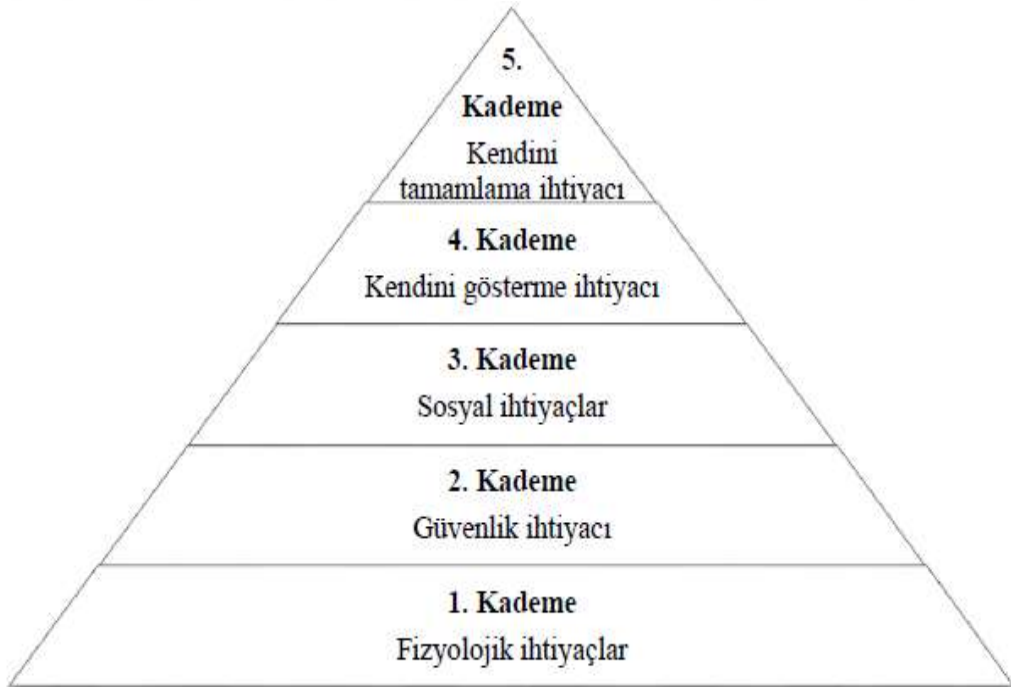 5.
Kademe
Kendini
tamamlama ihtiyacı
4. Kademe
Kendini gösterme ihtiyacı
3. Kademe
Sosyal ihtiyaçlar
2. Kademe
Güvenlik ihtiyacı
1. Kademe
Fizyolojik ihtiyaçlar